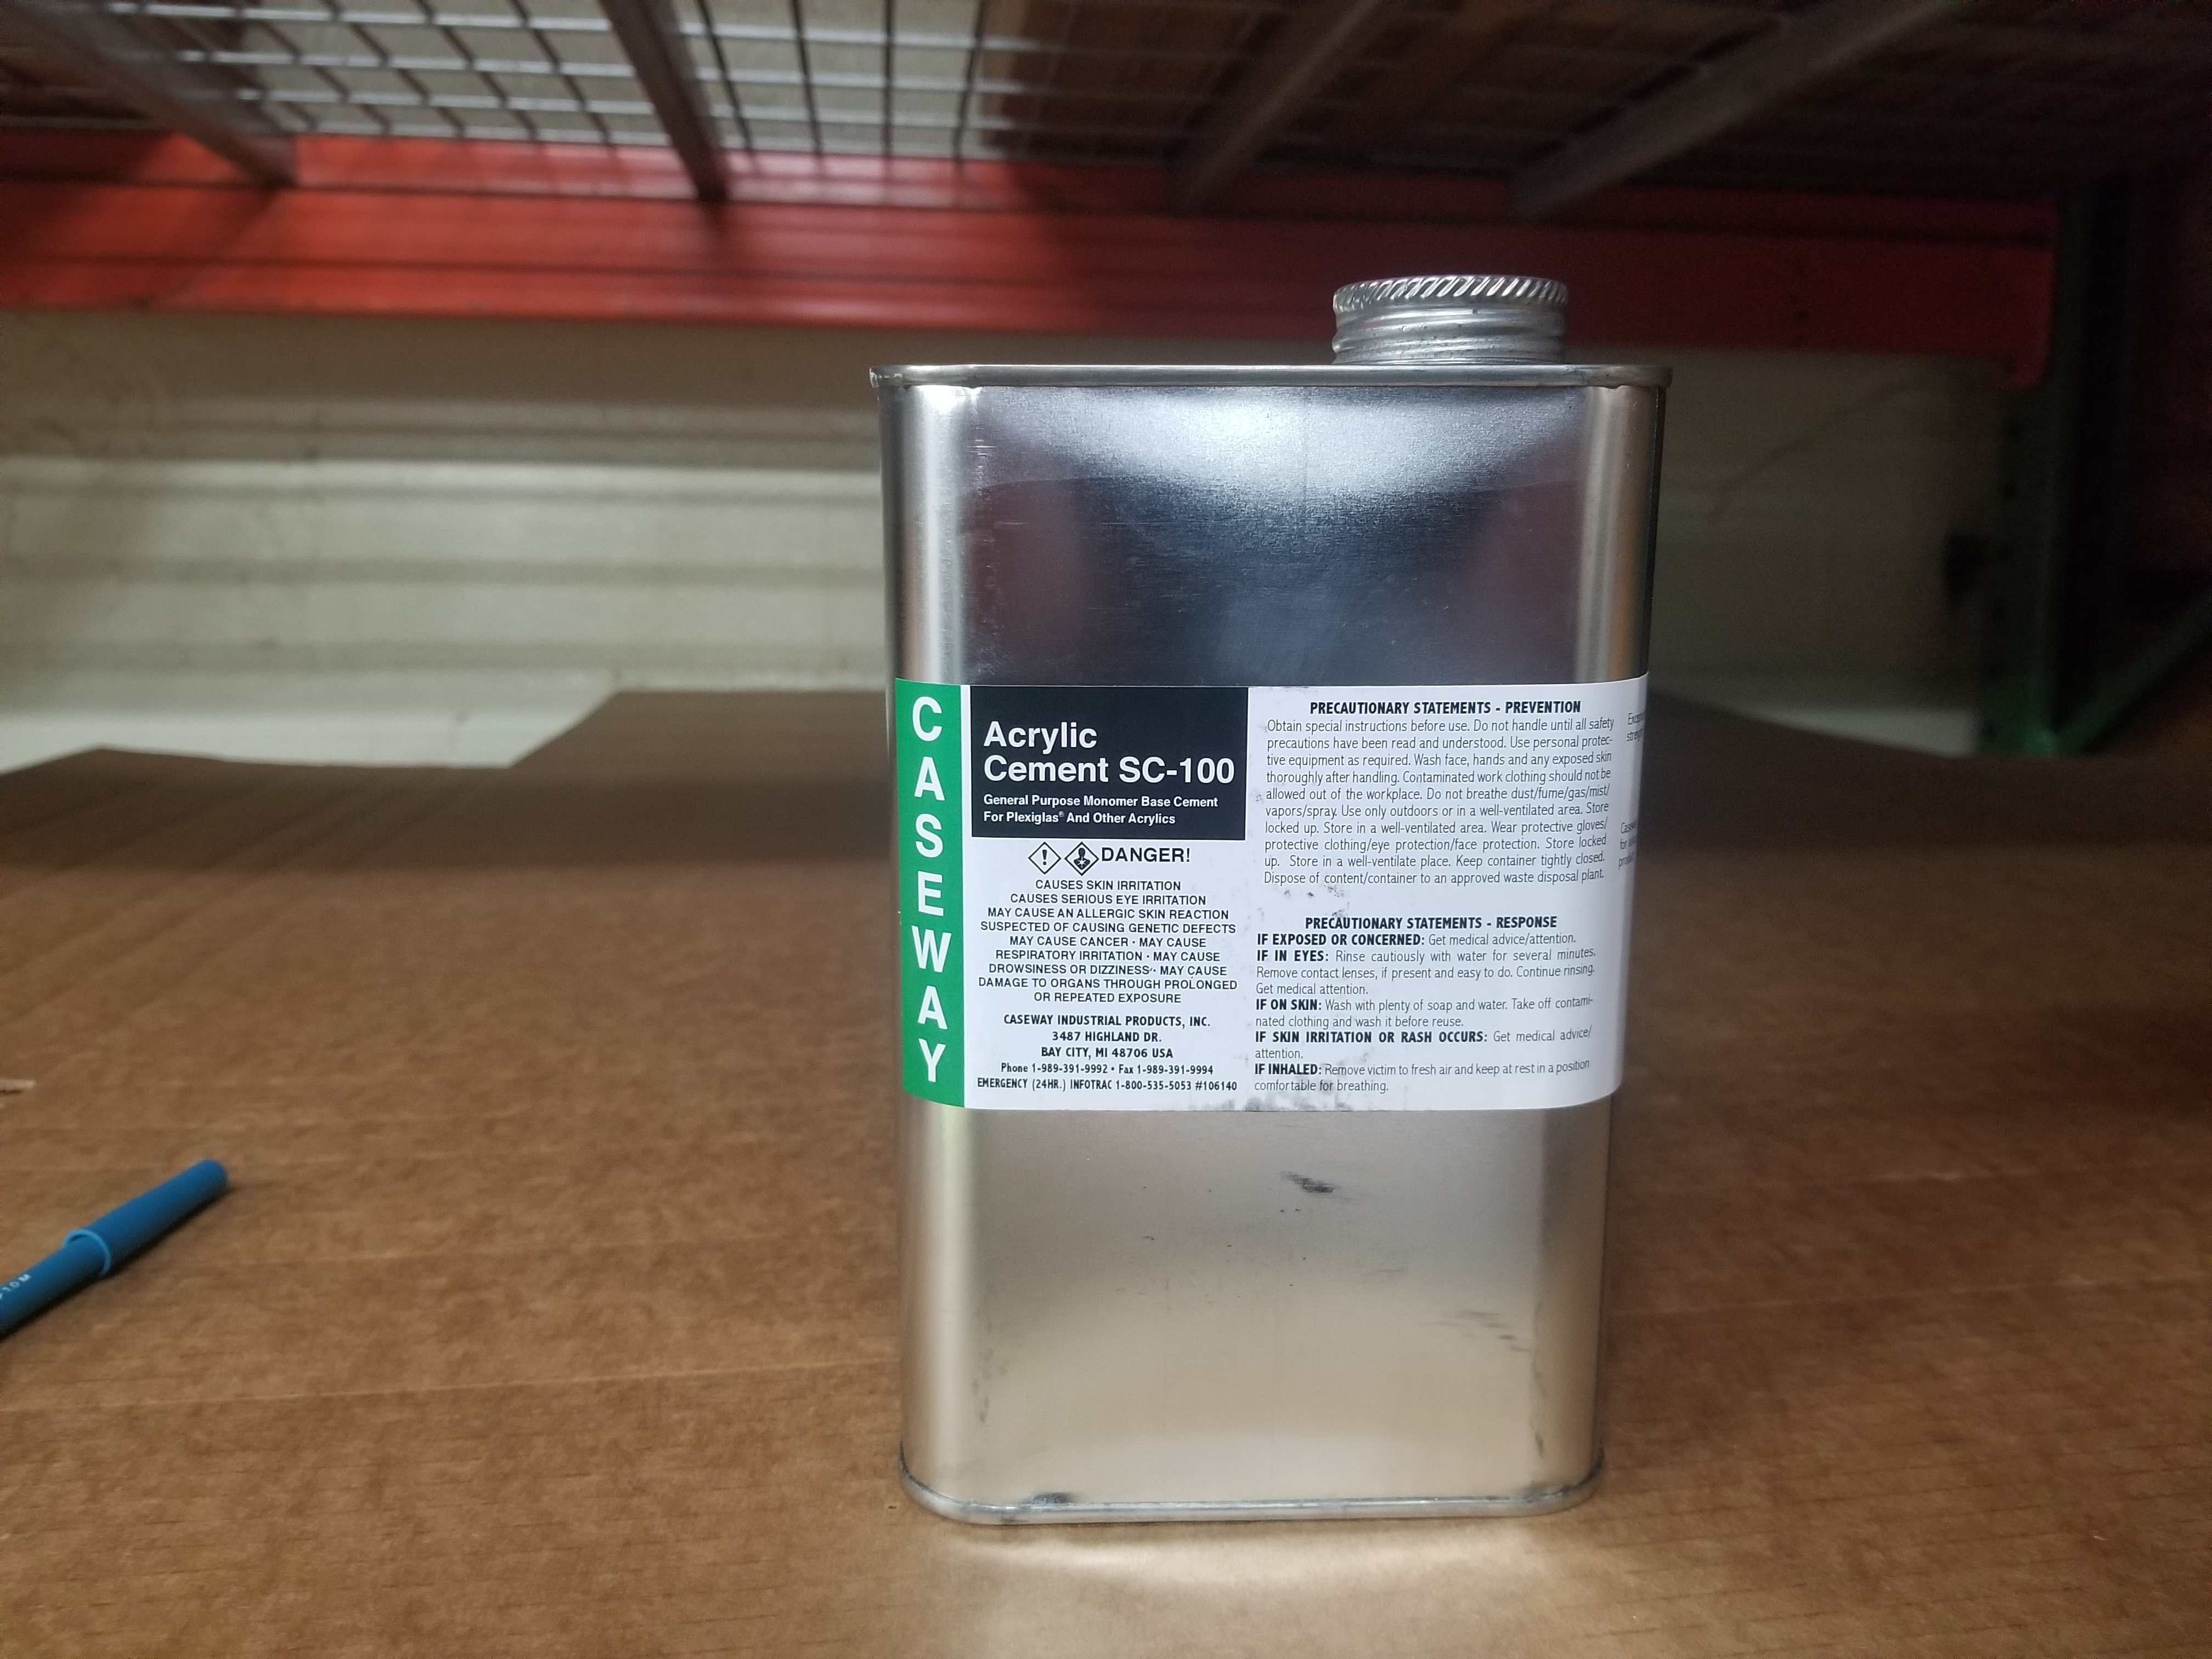 CASEWAY
Acrylic
Cement SC-100
General Purpose Monomer Base Cement
For Plexiglas® And Other Acrylics
DANGER!
CAUSES SKIN IRRITATION
CAUSES SERIOUS EYE IRRITATION
MAY CAUSE AN ALLERGIC SKIN REACTION
SUSPECTED OF CAUSING GENETIC DEFECTS
MAY CAUSE CANCER · MAY CAUSE
RESPIRATORY IRRITATION · MAY CAUSE
DROWSINESS OR DIZZINESS · MAY CAUSE
DAMAGE TO ORGANS THROUGH PROLONGED
OR REPEATED EXPOSURE
CASEWAY INDUSTRIAL PRODUCTS, INC.
3487 HIGHLAND DR.
BAY CITY, MI 48706 USA
Phone 1-989-391-9992 • Fax 1-989-391-9994
EMERGENCY (24HR.) INFOTRAC 1-800-535-5053 #106140
PRECAUTIONARY STATEMENTS - PREVENTION
Obtain special instructions before use. Do not handle until all safety
precautions have been read and understood. Use personal protec-
tive equipment as required. Wash face, hands and any exposed skin
thoroughly after handling. Contaminated work clothing should not be
allowed out of the workplace. Do not breathe dust/fume/gas/mist/
vapors/spray. Use only outdoors or in a well-ventilated area. Store
locked up. Store in a well-ventilated area. Wear protective gloves/
protective clothing/eye protection/face protection. Store locked
up. Store in a well-ventilate place. Keep container tightly closed.
Dispose of content/container to an approved waste disposal plant.
PRECAUTIONARY STATEMENTS - RESPONSE
IF EXPOSED OR CONCERNED: Get medical advice/attention.
IF IN EYES: Rinse cautiously with water for several minutes.
Remove contact lenses, if present and easy to do. Continue rinsing.
Get medical attention.
IF ON SKIN: Wash with plenty of soap and water. Take off contami-
nated clothing and wash it before reuse.
IF SKIN IRRITATION OR RASH OCCURS: Get medical advice/
attention.
IF INHALED: Remove victim to fresh air and keep at rest in a position
comfortable for breathing.